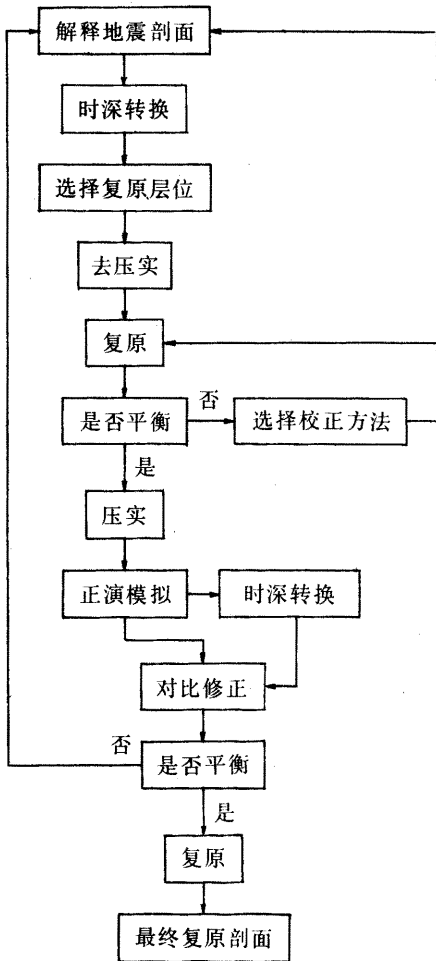 解释地震剖面
时深转换
选择复原层位
去压实
复原
是否平衡
否
选择校正方法
是
压实
正演模拟
时深转换
对比修正
否
是否平衡
是
复原
最终复原剖面